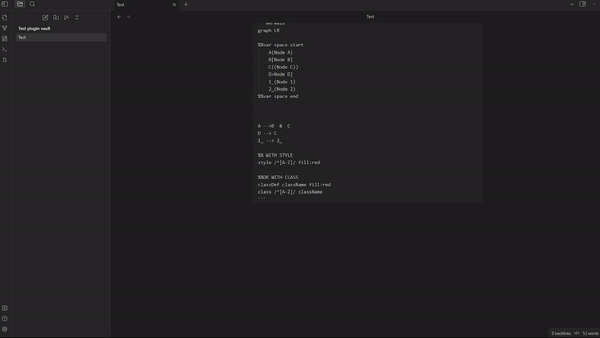 Test
Test plugin vault
Test
Test
graph LR
%%var space start
A(Node A)
B[Node B]
C((Node C))
D>Node D]
1_(Node 1)
2_(Node 2)
%%var space end
A -->B & C
D --> C
1_ --> 2_
%% WITH STYLE
style /^[A-Z]/ fill:red
%%OR WITH CLASS
classDef className fill:red
class /^[A-Z]/ className
```
0 backlinks </> 53 words